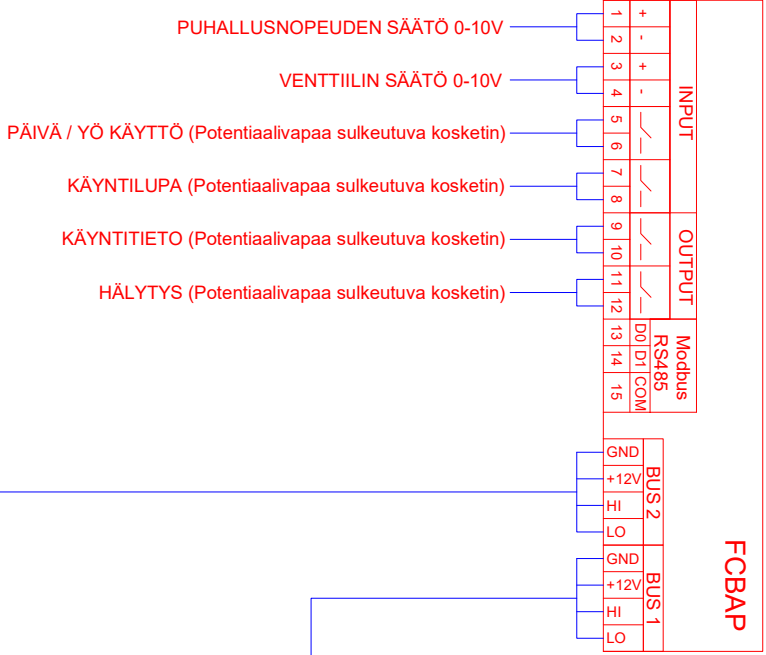 PUHALLUSNOPEUDEN SÄÄTÖ 0-10V
VENTTIILIN SÄÄTÖ 0-10V
PÄIVÄ / YÖ KÄYTTÖ (Potentiaalivapaa sulkeutuva kosketin)
KÄYNTILUPA (Potentiaalivapaa sulkeutuva kosketin)
KÄYNTITIETO (Potentiaalivapaa sulkeutuva kosketin)
HÄLYTYS (Potentiaalivapaa sulkeutuva kosketin)
1 +
2 -
3 +
4 -
5
6
7
8
INPUT
9
10
11
12
OUTPUT
13 D0
14 D1
15 COM
Modbus
RS485
GND
+12V
HI
LO
BUS 2
GND
+12V
HI
LO
BUS 1
FCBAP